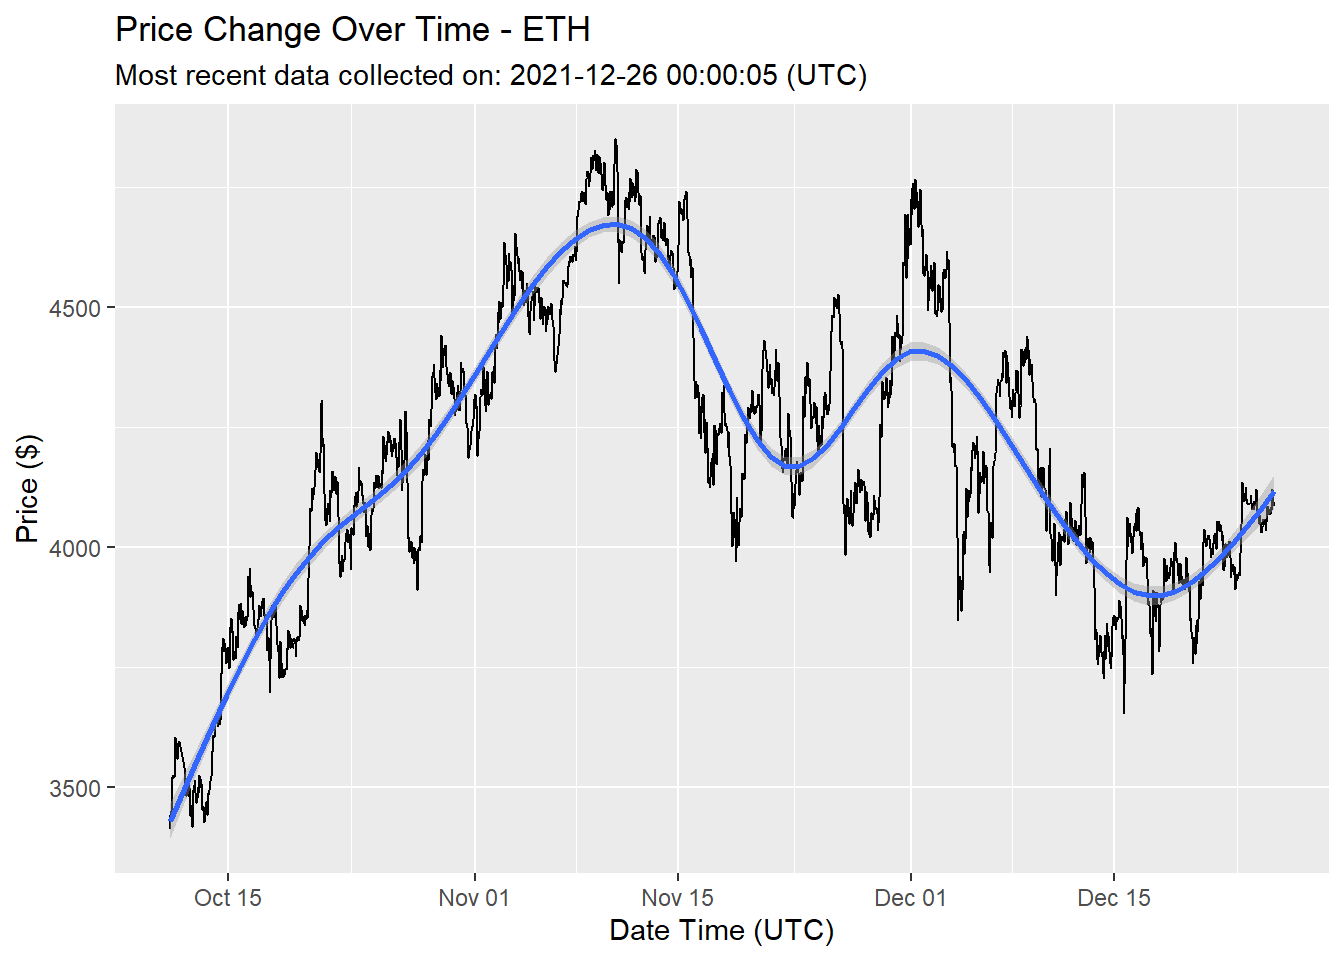 Price Change Over Time - ETH
Most recent data collected on: 2021-12-26 00:00:05 (UTC)
Price ($)
4500
4000
3500
Oct 15 Nov 01 Nov 15 Dec 01 Dec 15
Date Time (UTC)